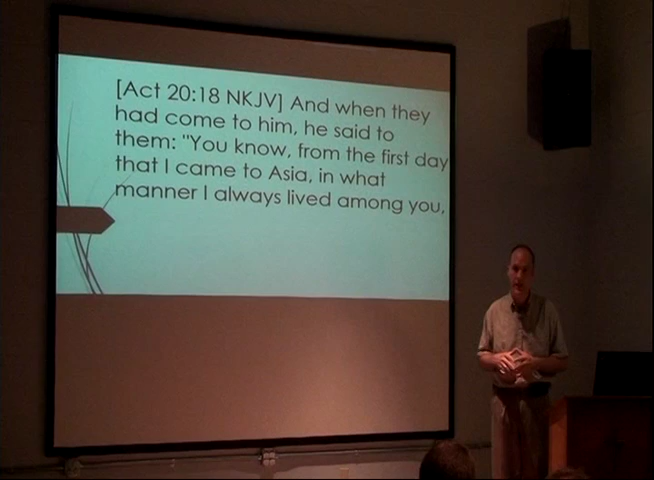 [Act 20:18 NKJV] And when they
had come to him, he said to
them: "You know, from the first day
that I came to Asia, in what
manner I always lived among you,